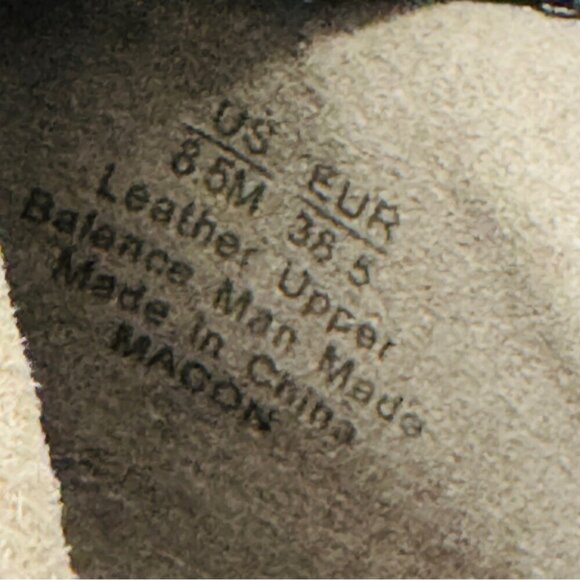 US EUR
8.5M 38.5
Leather Upper
Balance Man Made
Made in China
MACON